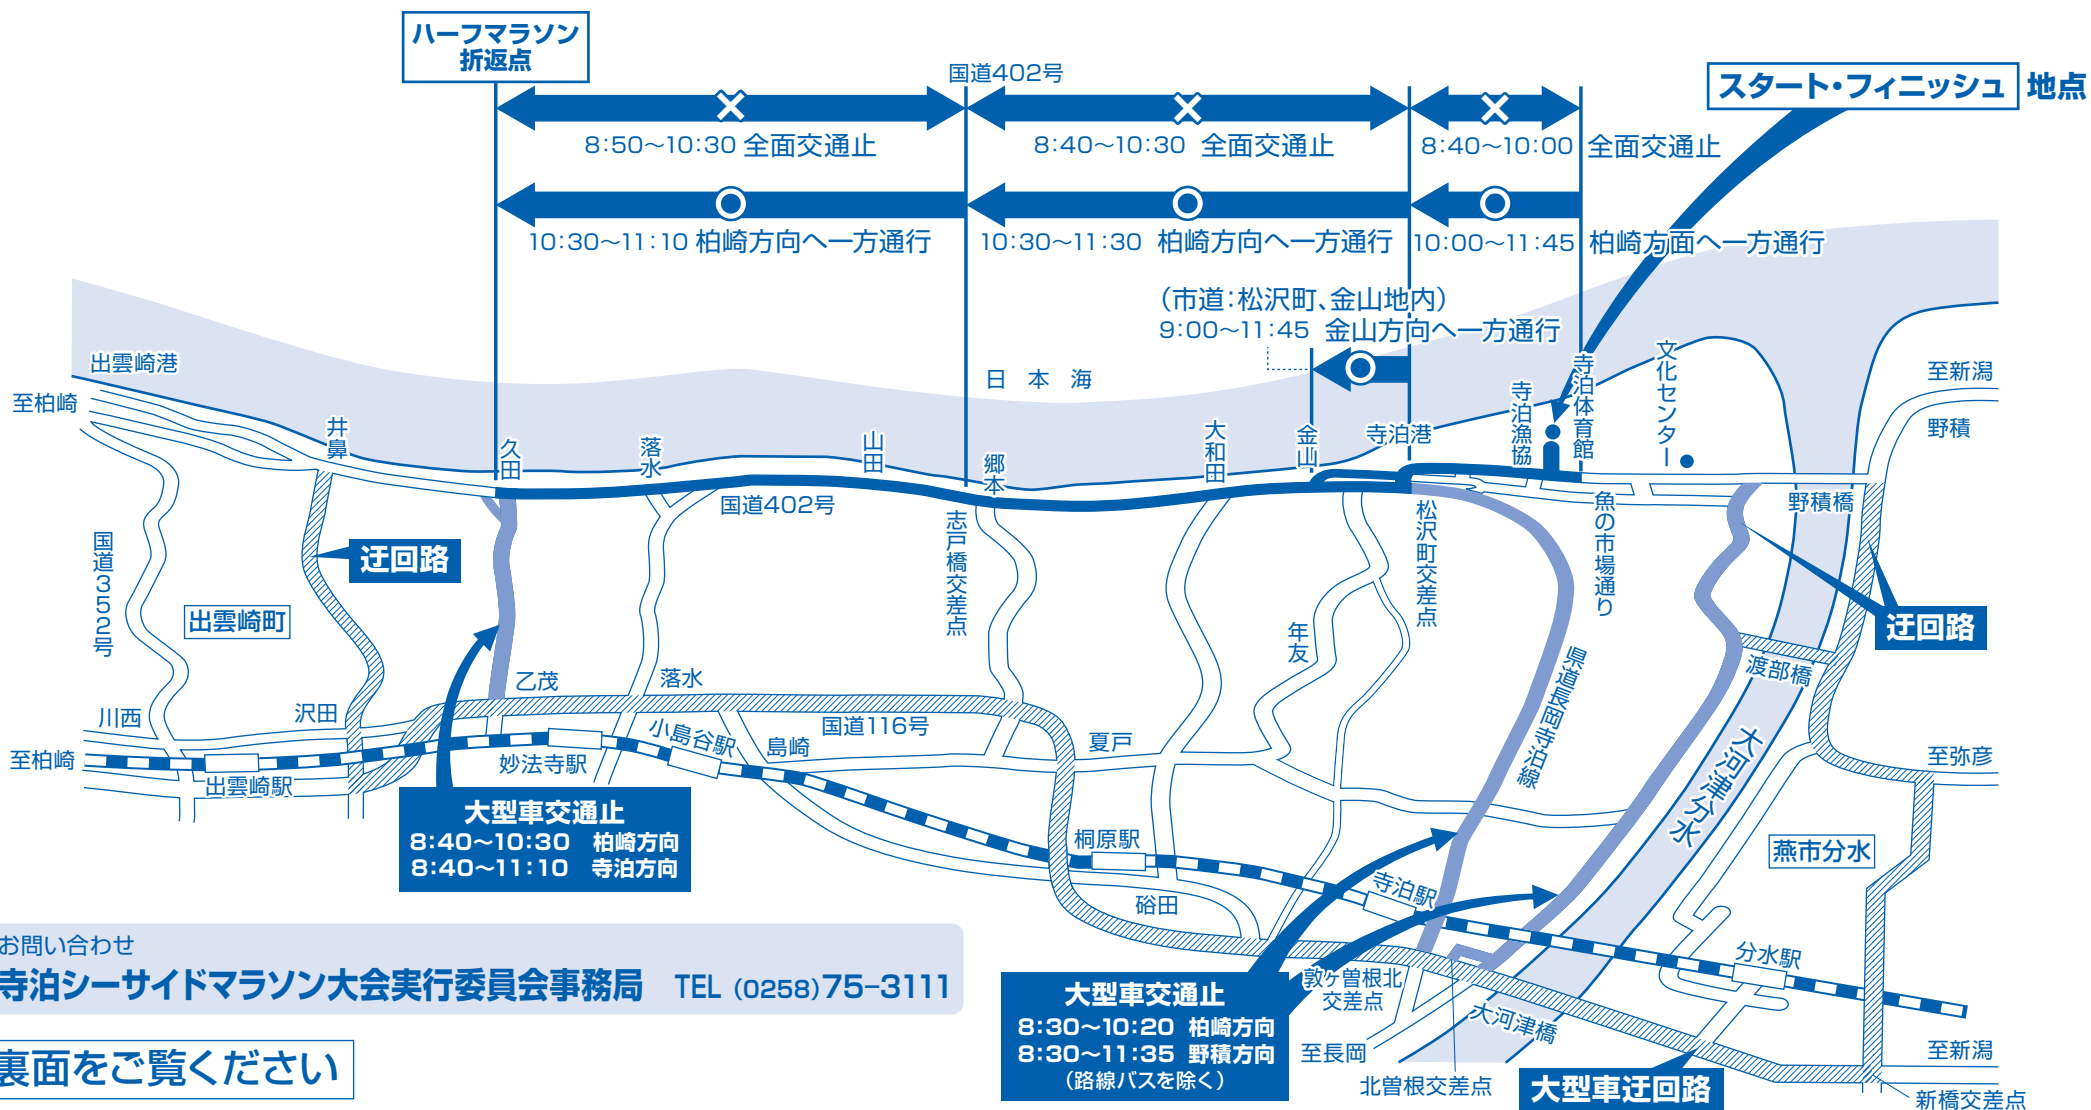 ハーフマラソン
折返点
国道402号
スタート・フィニッシュ 地点
8:50〜10:30 全面交通止
8:40〜10:30 全面交通止
8:40〜10:00 全面交通止
10:30〜11:10 柏崎方向へ一方通行
10:30〜11:30 柏崎方向へ一方通行
10:00〜11:45 柏崎方面へ一方通行
（市道：松沢町、金山地内）
9:00〜11:45 金山方向へ一方通行
出雲崎港
至柏崎
日本海
井鼻
久田
落水
山田
郷本
大和田
金山
寺泊港
寺泊漁協
寺泊体育館
文化センター
至新潟
野積
国道402号
野積橋
国道352号
迂回路
志戸橋交差点
松沢町交差点
魚の市場通り
出雲崎町
年友
迂回路
県道長岡寺泊線
渡部橋
大河津分水
川西
沢田
乙茂
落水
国道116号
至柏崎
出雲崎駅
妙法寺駅
小島谷駅
島崎
夏戸
至弥彦
大型車交通止
8:40〜10:30 柏崎方向
8:40〜11:10 寺泊方向
桐原駅
燕市分水
硲田
寺泊駅
分水駅
お問い合わせ
寺泊シーサイドマラソン大会実行委員会事務局 TEL (0258)75-3111
大型車交通止
8:30〜10:20 柏崎方向
8:30〜11:35 野積方向
（路線バスを除く）
敦ヶ曽根北
交差点
大河津橋
至長岡
北曽根交差点
大型車迂回路
至新潟
新橋交差点
裏面をご覧ください